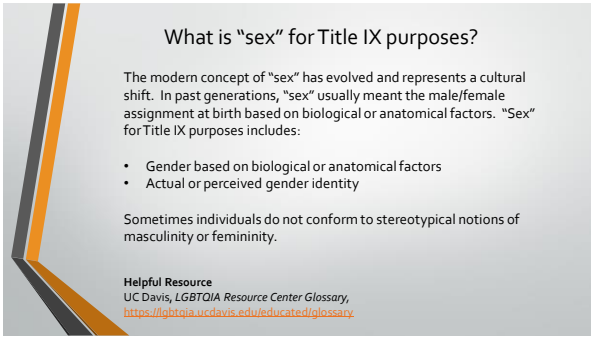 What is “sex” for Title IX purposes?
The modern concept of “sex” has evolved and represents a cultural
shift. In past generations, “sex” usually meant the male/female
assignment at birth based on biological or anatomical factors. “Sex”
for Title IX purposes includes:
• Gender based on biological or anatomical factors
• Actual or perceived gender identity
Sometimes individuals do not conform to stereotypical notions of
masculinity or femininity.
Helpful Resource
UC Davis, LGBTQIA Resource Center Glossary,
https://lgbtqia.ucdavis.edu/educated/glossary